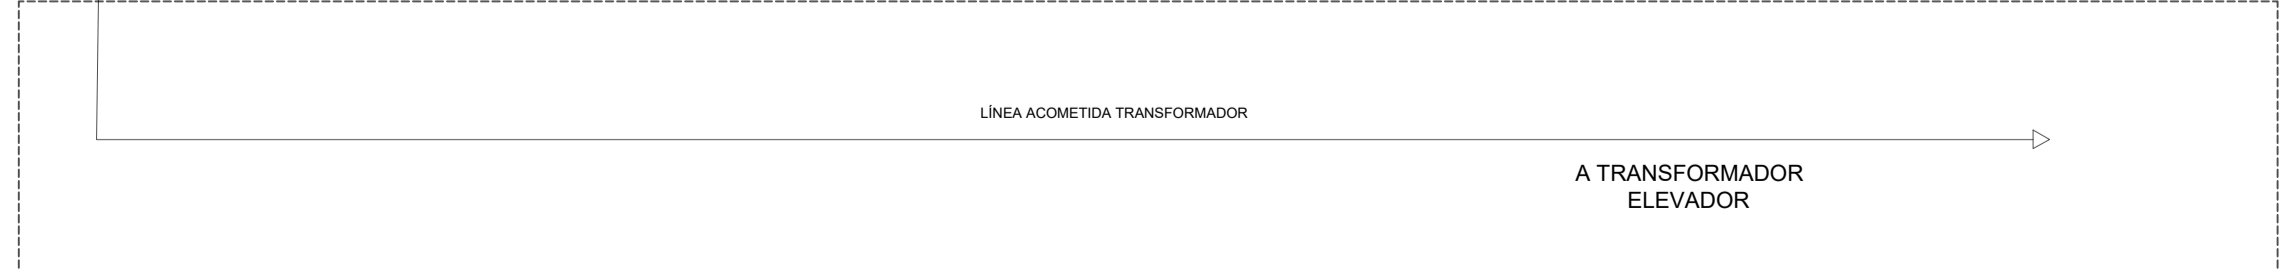 LÍNEA ACOMETIDA TRANSFORMADOR
A TRANSFORMADOR
ELEVADOR